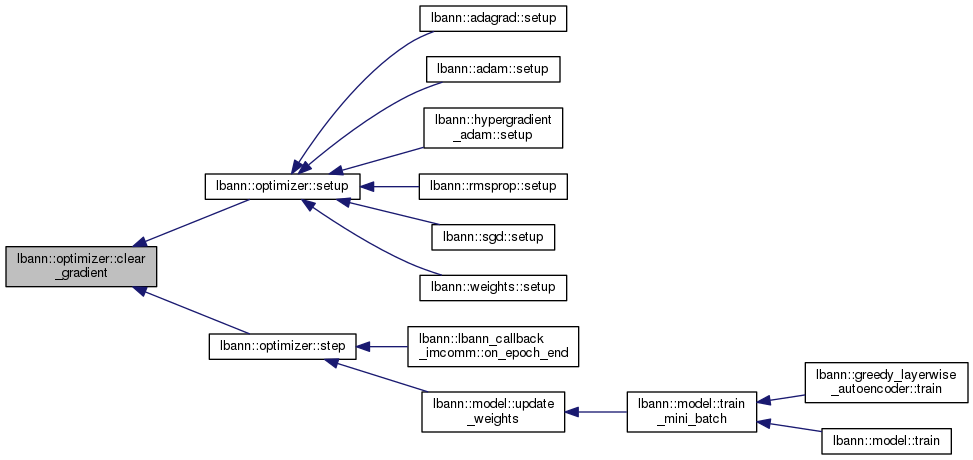 lbann::adagrad::setup
lbann::adam::setup
lbann::hypergradient
_adam::setup
lbann::optimizer::setup
lbann::rmsprop::setup
lbann::sgd::setup
lbann::optimizer::clear
_gradient
lbann::weights::setup
lbann::optimizer::step
lbann::lbann_callback
_imcomm::on_epoch_end
lbann::model::update
_weights
lbann::model::train
_mini_batch
lbann::greedy_layerwise
_autoencoder::train
lbann::model::train